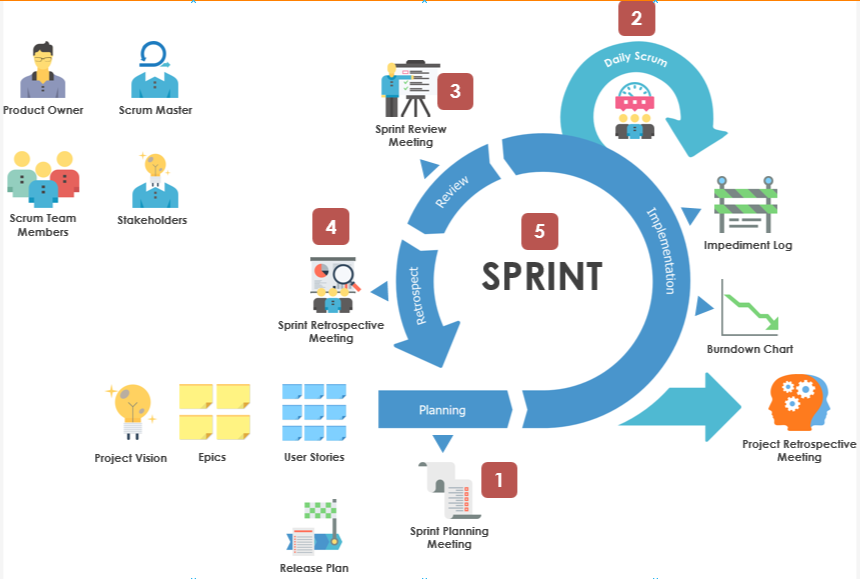 2
Daily Scrum
Product Owner
Scrum Master
3
Sprint Review
Meeting
Review
Scrum Team
Members
Stakeholders
4
5
Implementation
Impediment Log
SPRINT
Retrospect
Sprint Retrospective
Meeting
Burndown Chart
Planning
Project Vision
Epics
User Stories
Project Retrospective
Meeting
1
Sprint Planning
Meeting
Release Plan